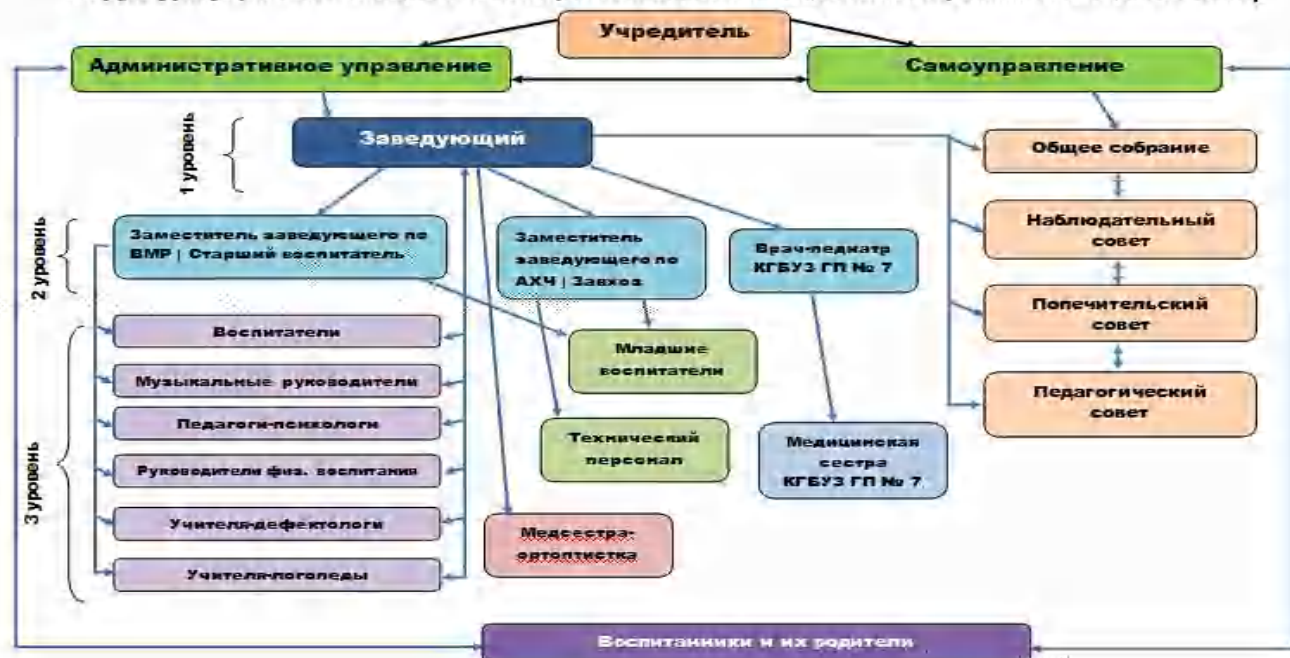 Учредитель
Административное управление
Самоуправление
1 уровень
Заведующий
Общее собрание
2 уровень
Заместитель заведующего по
ВМР | Старший воспитатель
Заместитель
заведующего по
АХЧ | Завхоз
Врач-педиатр
КГБУЗ ГП № 7
Наблюдательный
совет
Попечительский
совет
3 уровень
Воспитатели
Младшие
воспитатели
Музыкальные руководители
Педагогический
совет
Педагоги-психологи
Технический
персонал
Медицинская
сестра
КГБУЗ ГП № 7
Руководители физ. воспитания
Учителя-дефектологи
Медсестра-
ортоптистка
Учителя-логопеды
Воспитанники и их родители